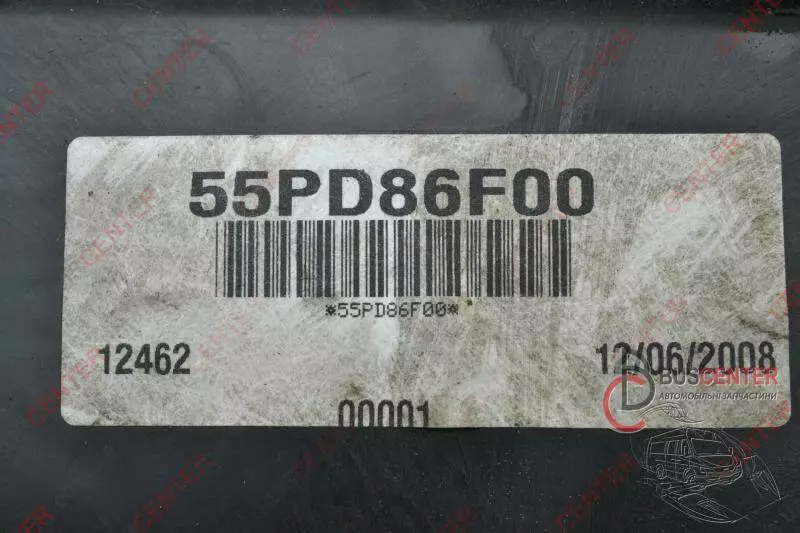 55PD86F00
*55PD86F00*
12462
12/06/2008
00001
BUSCENTER
АВТОМОБІЛЬНІ ЗАПЧАСТИНИ